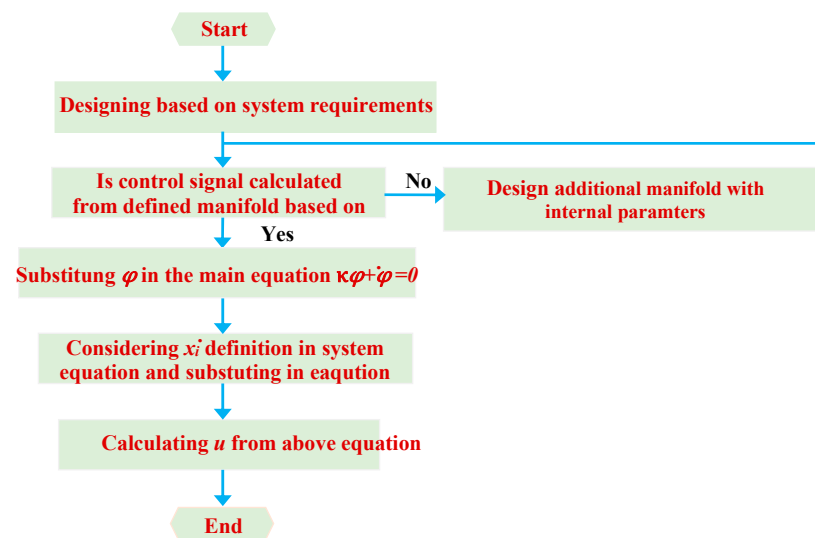 Start
Designing based on system requirements
Is control signal calculated
from defined manifold based on
No
Design additional manifold with
internal paramters
Yes
Substitung φ in the main equation κφ+φ̇=0
Considering ẋi definition in system
equation and substuting in eaqution
Calculating u from above equation
End